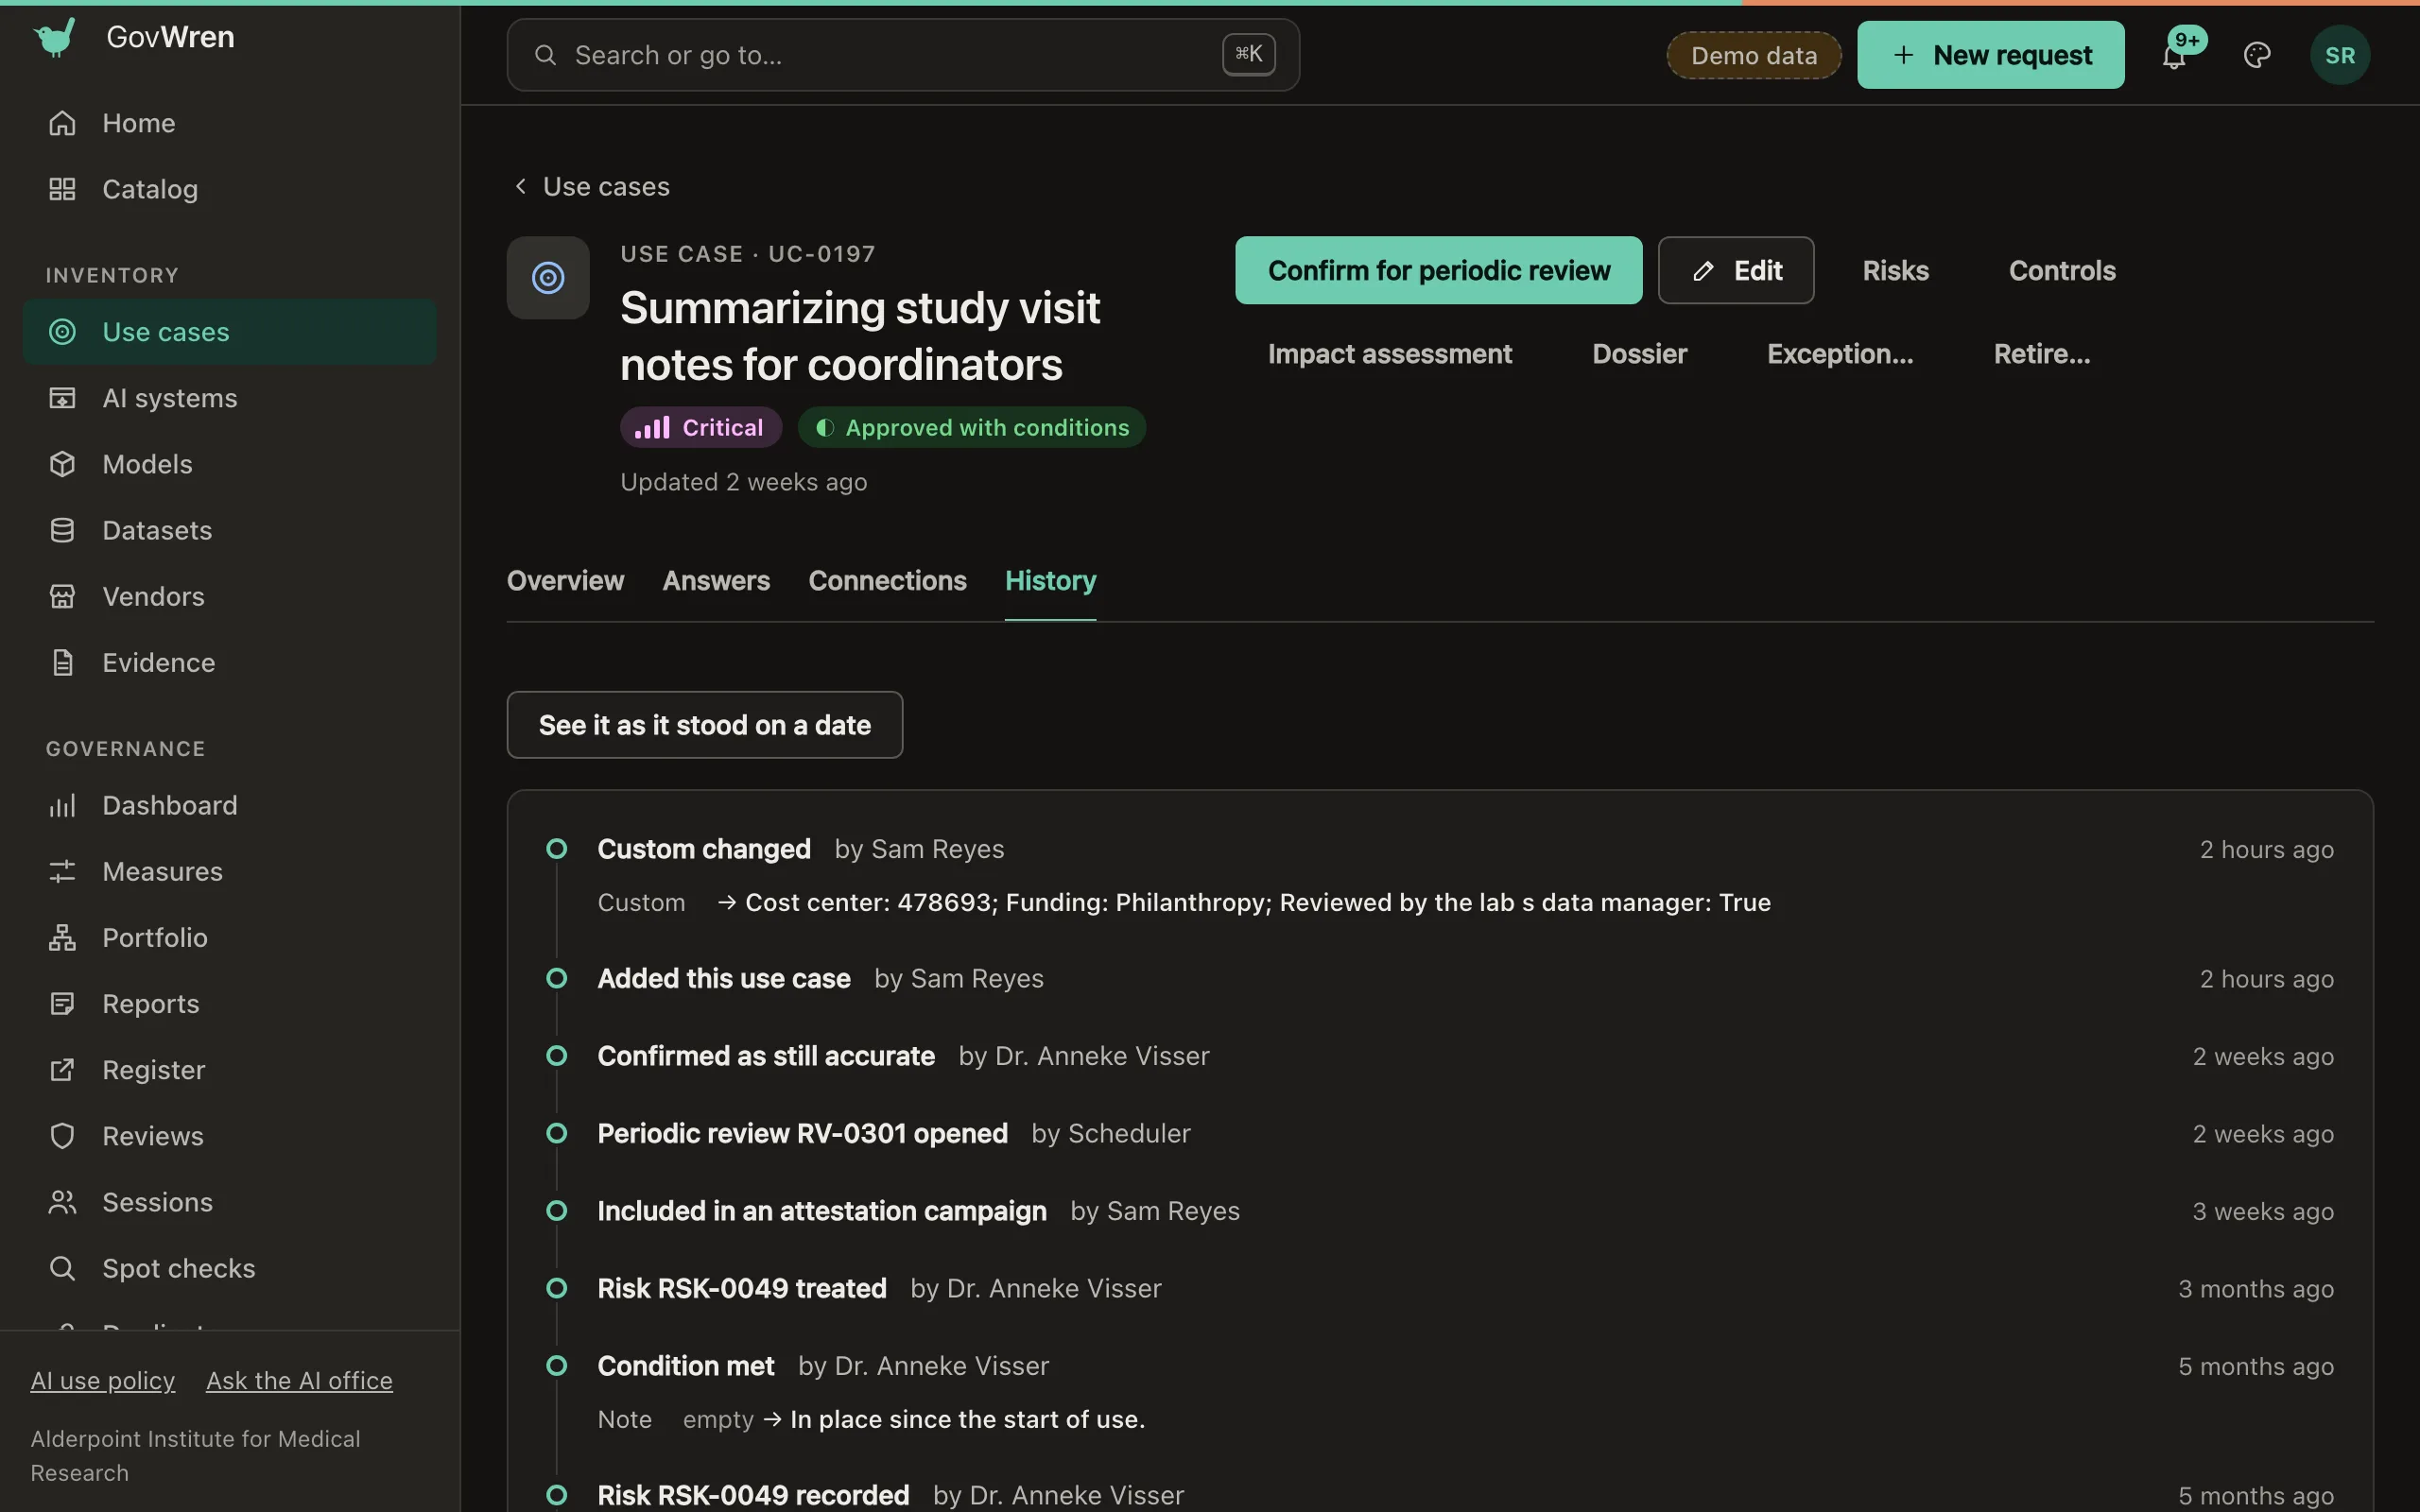 GovWren
Search or go to...
⌘K
Demo data
+ New request
9+
SR
Home
Catalog
INVENTORY
Use cases
AI systems
Models
Datasets
Vendors
Evidence
GOVERNANCE
Dashboard
Measures
Portfolio
Reports
Register
Reviews
Sessions
Spot checks
AI use policy
Ask the AI office
Alderpoint Institute for Medical
Research
Use cases
USE CASE · UC-0197
Summarizing study visit
notes for coordinators
Critical
Approved with conditions
Updated 2 weeks ago
Confirm for periodic review
Edit
Risks
Controls
Impact assessment
Dossier
Exception...
Retire...
Overview
Answers
Connections
History
See it as it stood on a date
Custom changed by Sam Reyes 2 hours ago
Custom → Cost center: 478693; Funding: Philanthropy; Reviewed by the lab s data manager: True
Added this use case by Sam Reyes 2 hours ago
Confirmed as still accurate by Dr. Anneke Visser 2 weeks ago
Periodic review RV-0301 opened by Scheduler 2 weeks ago
Included in an attestation campaign by Sam Reyes 3 weeks ago
Risk RSK-0049 treated by Dr. Anneke Visser 3 months ago
Condition met by Dr. Anneke Visser 5 months ago
Note empty → In place since the start of use.
Risk RSK-0049 recorded by Dr. Anneke Visser 5 months ago